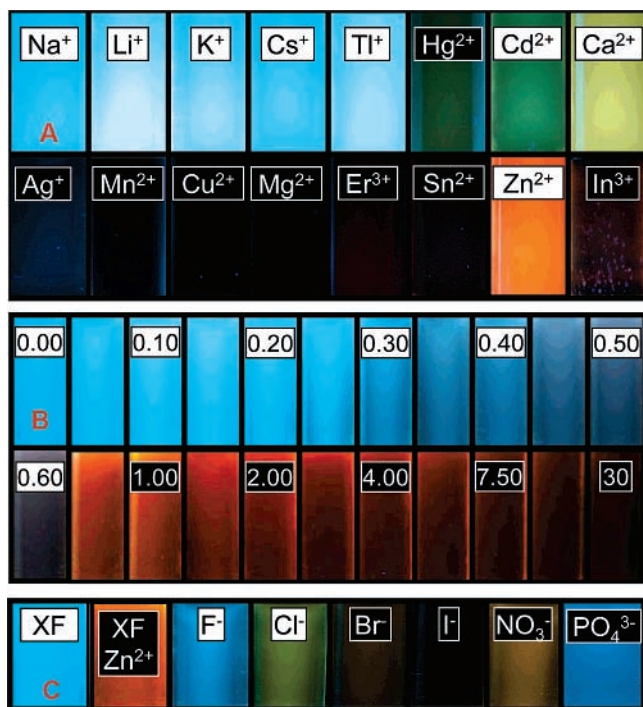 Na⁺ Li⁺ K⁺ Cs⁺ Tl⁺ Hg²⁺ Cd²⁺ Ca²⁺
A
Ag⁺ Mn²⁺ Cu²⁺ Mg²⁺ Er³⁺ Sn²⁺ Zn²⁺ In³⁺
0.00 0.10 0.20 0.30 0.40 0.50
B
0.60 1.00 2.00 4.00 7.50 30
XF XF F⁻ Cl⁻ Br⁻ I⁻ NO₃⁻ PO₄³⁻
Zn²⁺
C